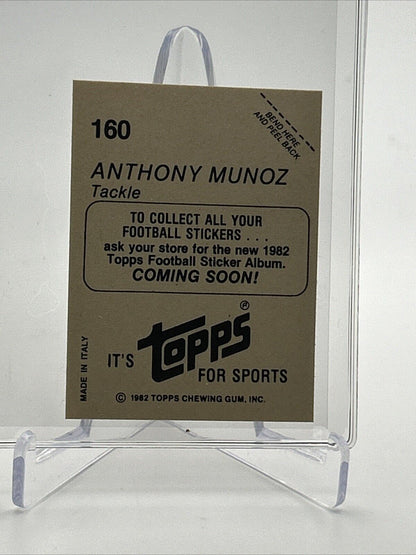 160
BEND HERE
AND PEEL BACK
ANTHONY MUNOZ
Tackle
TO COLLECT ALL YOUR
FOOTBALL STICKERS . . .
ask your store for the new 1982
Topps Football Sticker Album.
COMING SOON!
IT'S topps®
FOR SPORTS
MADE IN ITALY
© 1982 TOPPS CHEWING GUM, INC.